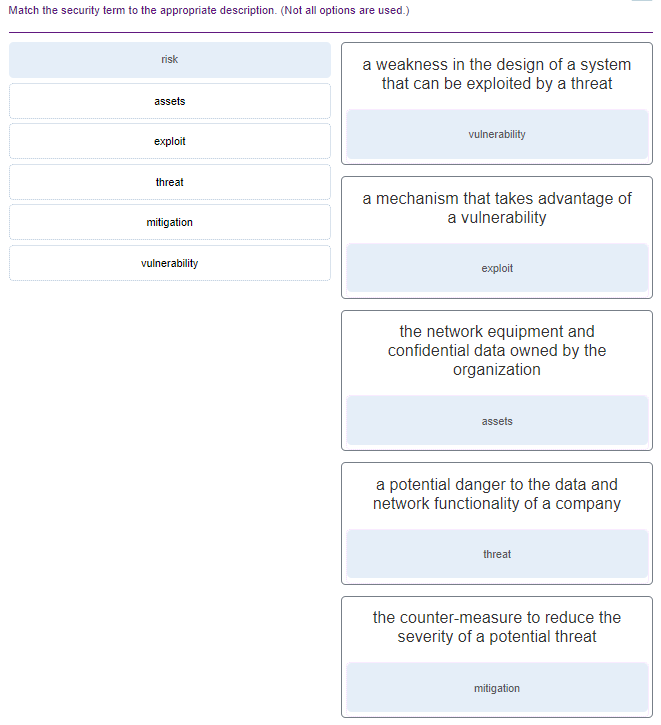 Match the security term to the appropriate description. (Not all options are used.)
risk
assets
exploit
threat
mitigation
vulnerability
a weakness in the design of a system
that can be exploited by a threat
vulnerability
a mechanism that takes advantage of
a vulnerability
exploit
the network equipment and
confidential data owned by the
organization
assets
a potential danger to the data and
network functionality of a company
threat
the counter-measure to reduce the
severity of a potential threat
mitigation